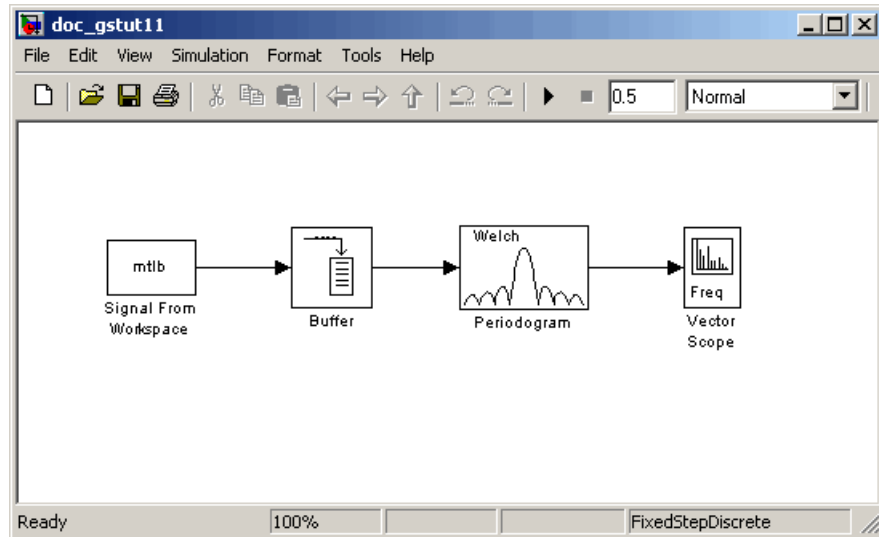 doc_gstut11
File Edit View Simulation Format Tools Help
0.5 Normal
Welch
mtlb
Freq
Signal From
Workspace
Buffer
Periodogram
Vector
Scope
Ready 100% FixedStepDiscrete